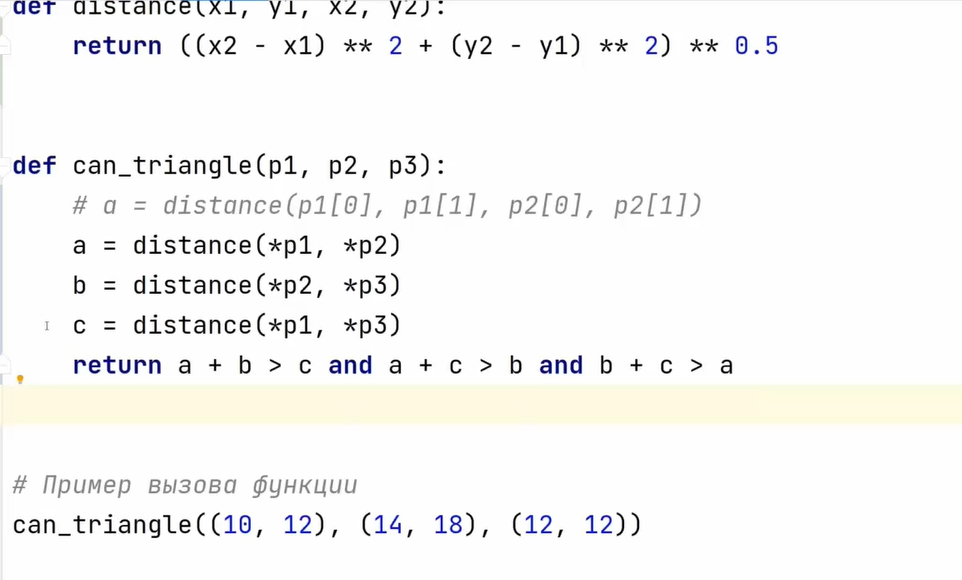 def distance(x1, y1, x2, y2):
    return ((x2 - x1) ** 2 + (y2 - y1) ** 2) ** 0.5
def can_triangle(p1, p2, p3):
    # a = distance(p1[0], p1[1], p2[0], p2[1])
    a = distance(*p1, *p2)
    b = distance(*p2, *p3)
    c = distance(*p1, *p3)
    return a + b > c and a + c > b and b + c > a
# Пример вызова функции
can_triangle((10, 12), (14, 18), (12, 12))